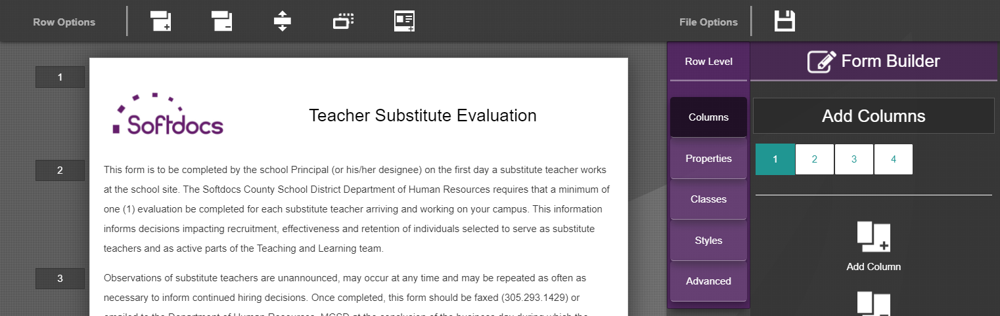 Row Options
File Options
Row Level
Form Builder
1
Softdocs
Teacher Substitute Evaluation
Columns
Add Columns
Properties
1 2 3 4
2
This form is to be completed by the school Principal (or his/her designee) on the first day a substitute teacher works
at the school site. The Softdocs County School District Department of Human Resources requires that a minimum of
one (1) evaluation be completed for each substitute teacher arriving and working on your campus. This information
informs decisions impacting recruitment, effectiveness and retention of individuals selected to serve as substitute
teachers and as active parts of the Teaching and Learning team.
Classes
Styles
Add Column
3
Observations of substitute teachers are unannounced, may occur at any time and may be repeated as often as
necessary to inform continued hiring decisions. Once completed, this form should be faxed (305.293.1429) or
emailed to the Department of Human Resources, MCSD at the conclusion of the business day during which the
Advanced